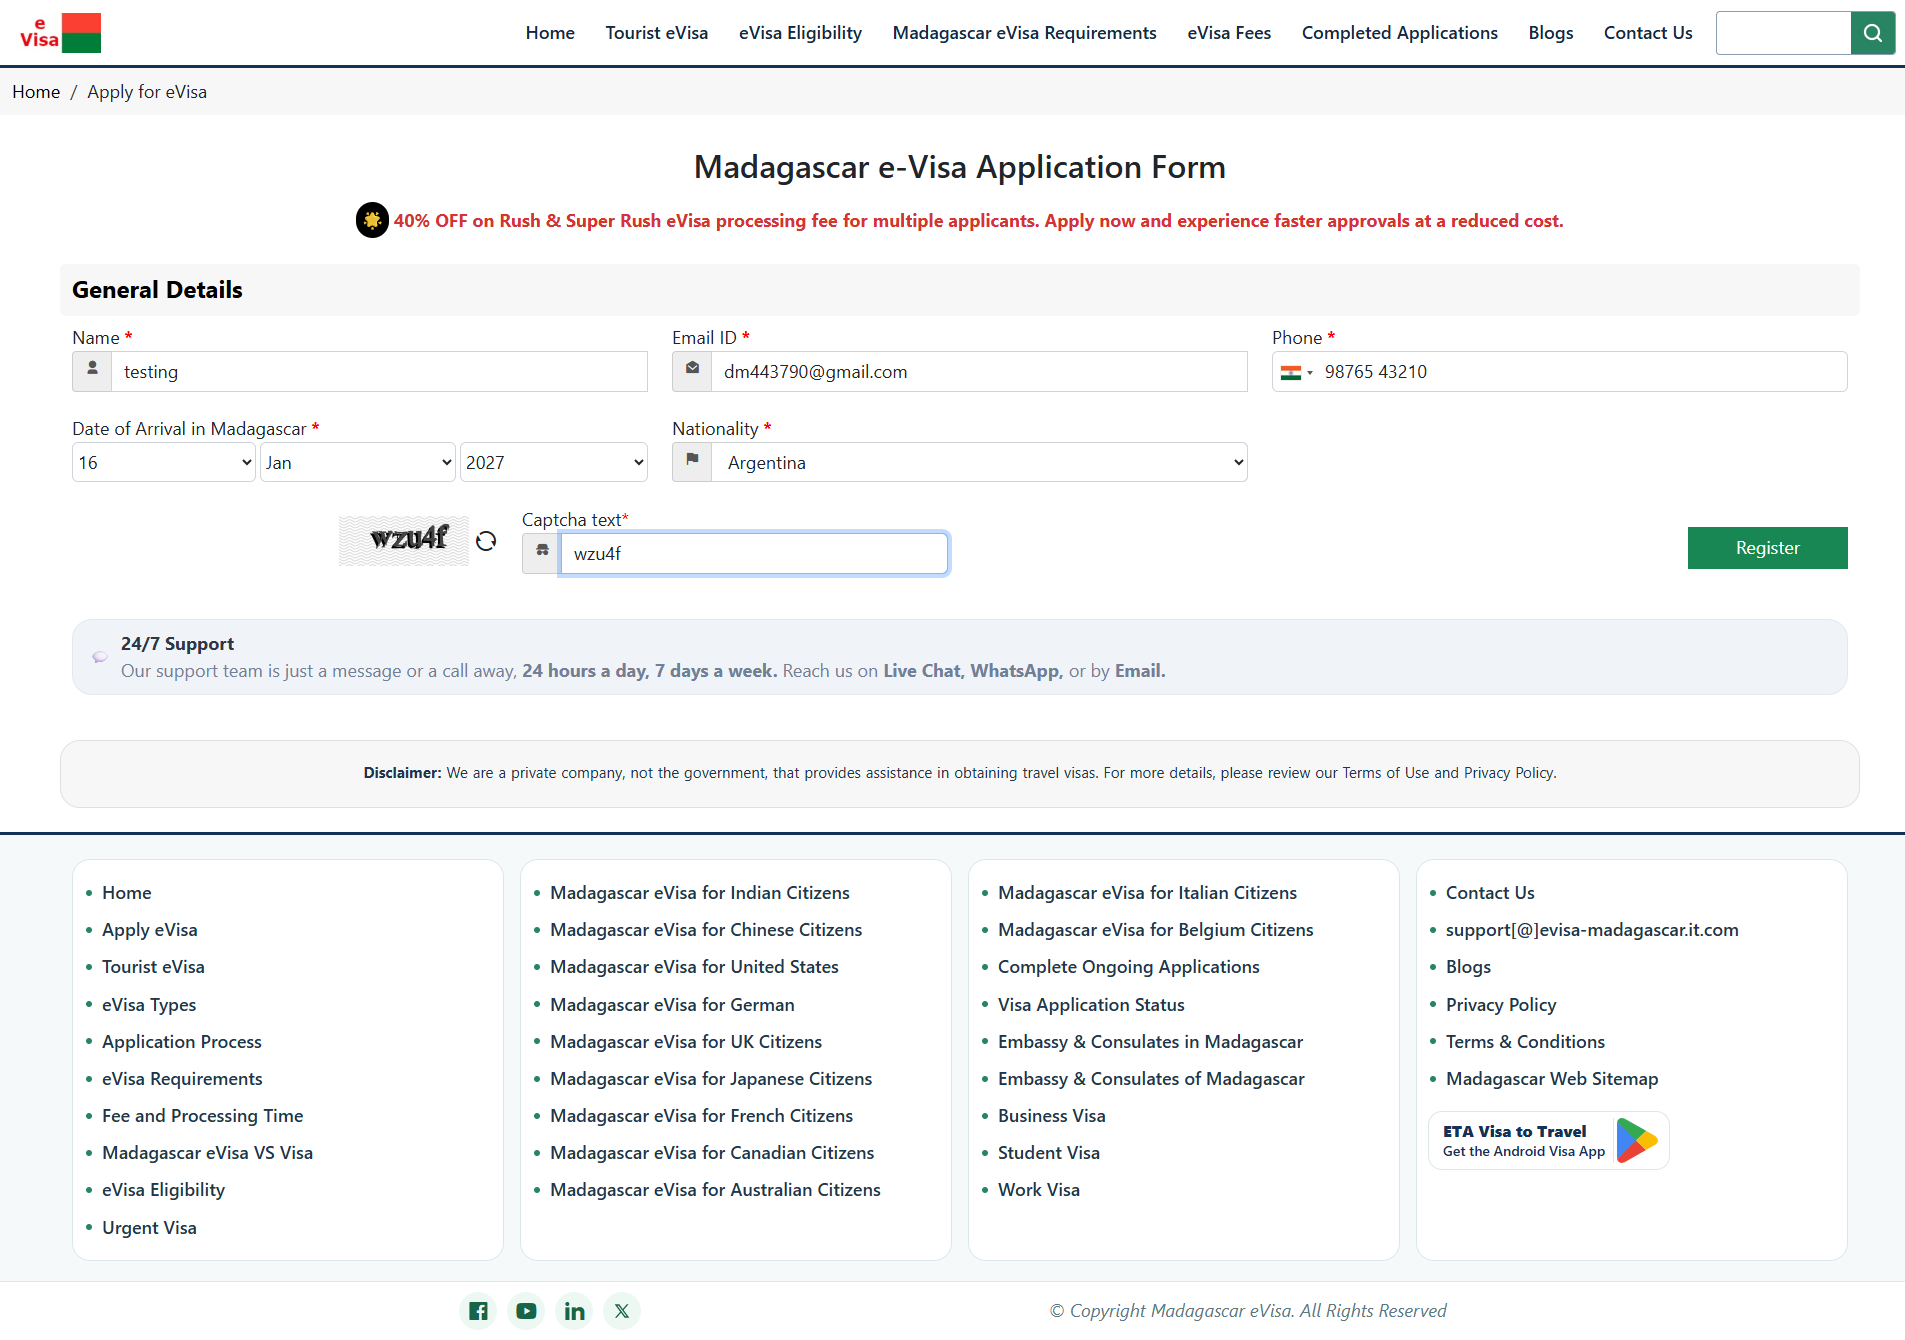 e
Visa
Home
Tourist eVisa
eVisa Eligibility
Madagascar eVisa Requirements
eVisa Fees
Completed Applications
Blogs
Contact Us
Home / Apply for eVisa
Madagascar e-Visa Application Form
40% OFF on Rush & Super Rush eVisa processing fee for multiple applicants. Apply now and experience faster approvals at a reduced cost.
General Details
Name *
testing
Email ID *
dm443790@gmail.com
Phone *
98765 43210
Date of Arrival in Madagascar *
16
Jan
2027
Nationality *
Argentina
wzu4f
Captcha text*
wzu4f
Register
24/7 Support
Our support team is just a message or a call away, 24 hours a day, 7 days a week. Reach us on Live Chat, WhatsApp, or by Email.
Disclaimer: We are a private company, not the government, that provides assistance in obtaining travel visas. For more details, please review our Terms of Use and Privacy Policy.
Home
Apply eVisa
Tourist eVisa
eVisa Types
Application Process
eVisa Requirements
Fee and Processing Time
Madagascar eVisa VS Visa
eVisa Eligibility
Urgent Visa
Madagascar eVisa for Indian Citizens
Madagascar eVisa for Chinese Citizens
Madagascar eVisa for United States
Madagascar eVisa for German
Madagascar eVisa for UK Citizens
Madagascar eVisa for Japanese Citizens
Madagascar eVisa for French Citizens
Madagascar eVisa for Canadian Citizens
Madagascar eVisa for Australian Citizens
Madagascar eVisa for Italian Citizens
Madagascar eVisa for Belgium Citizens
Complete Ongoing Applications
Visa Application Status
Embassy & Consulates in Madagascar
Embassy & Consulates of Madagascar
Business Visa
Student Visa
Work Visa
Contact Us
support[@]evisa-madagascar.it.com
Blogs
Privacy Policy
Terms & Conditions
Madagascar Web Sitemap
ETA Visa to Travel
Get the Android Visa App
© Copyright Madagascar eVisa. All Rights Reserved